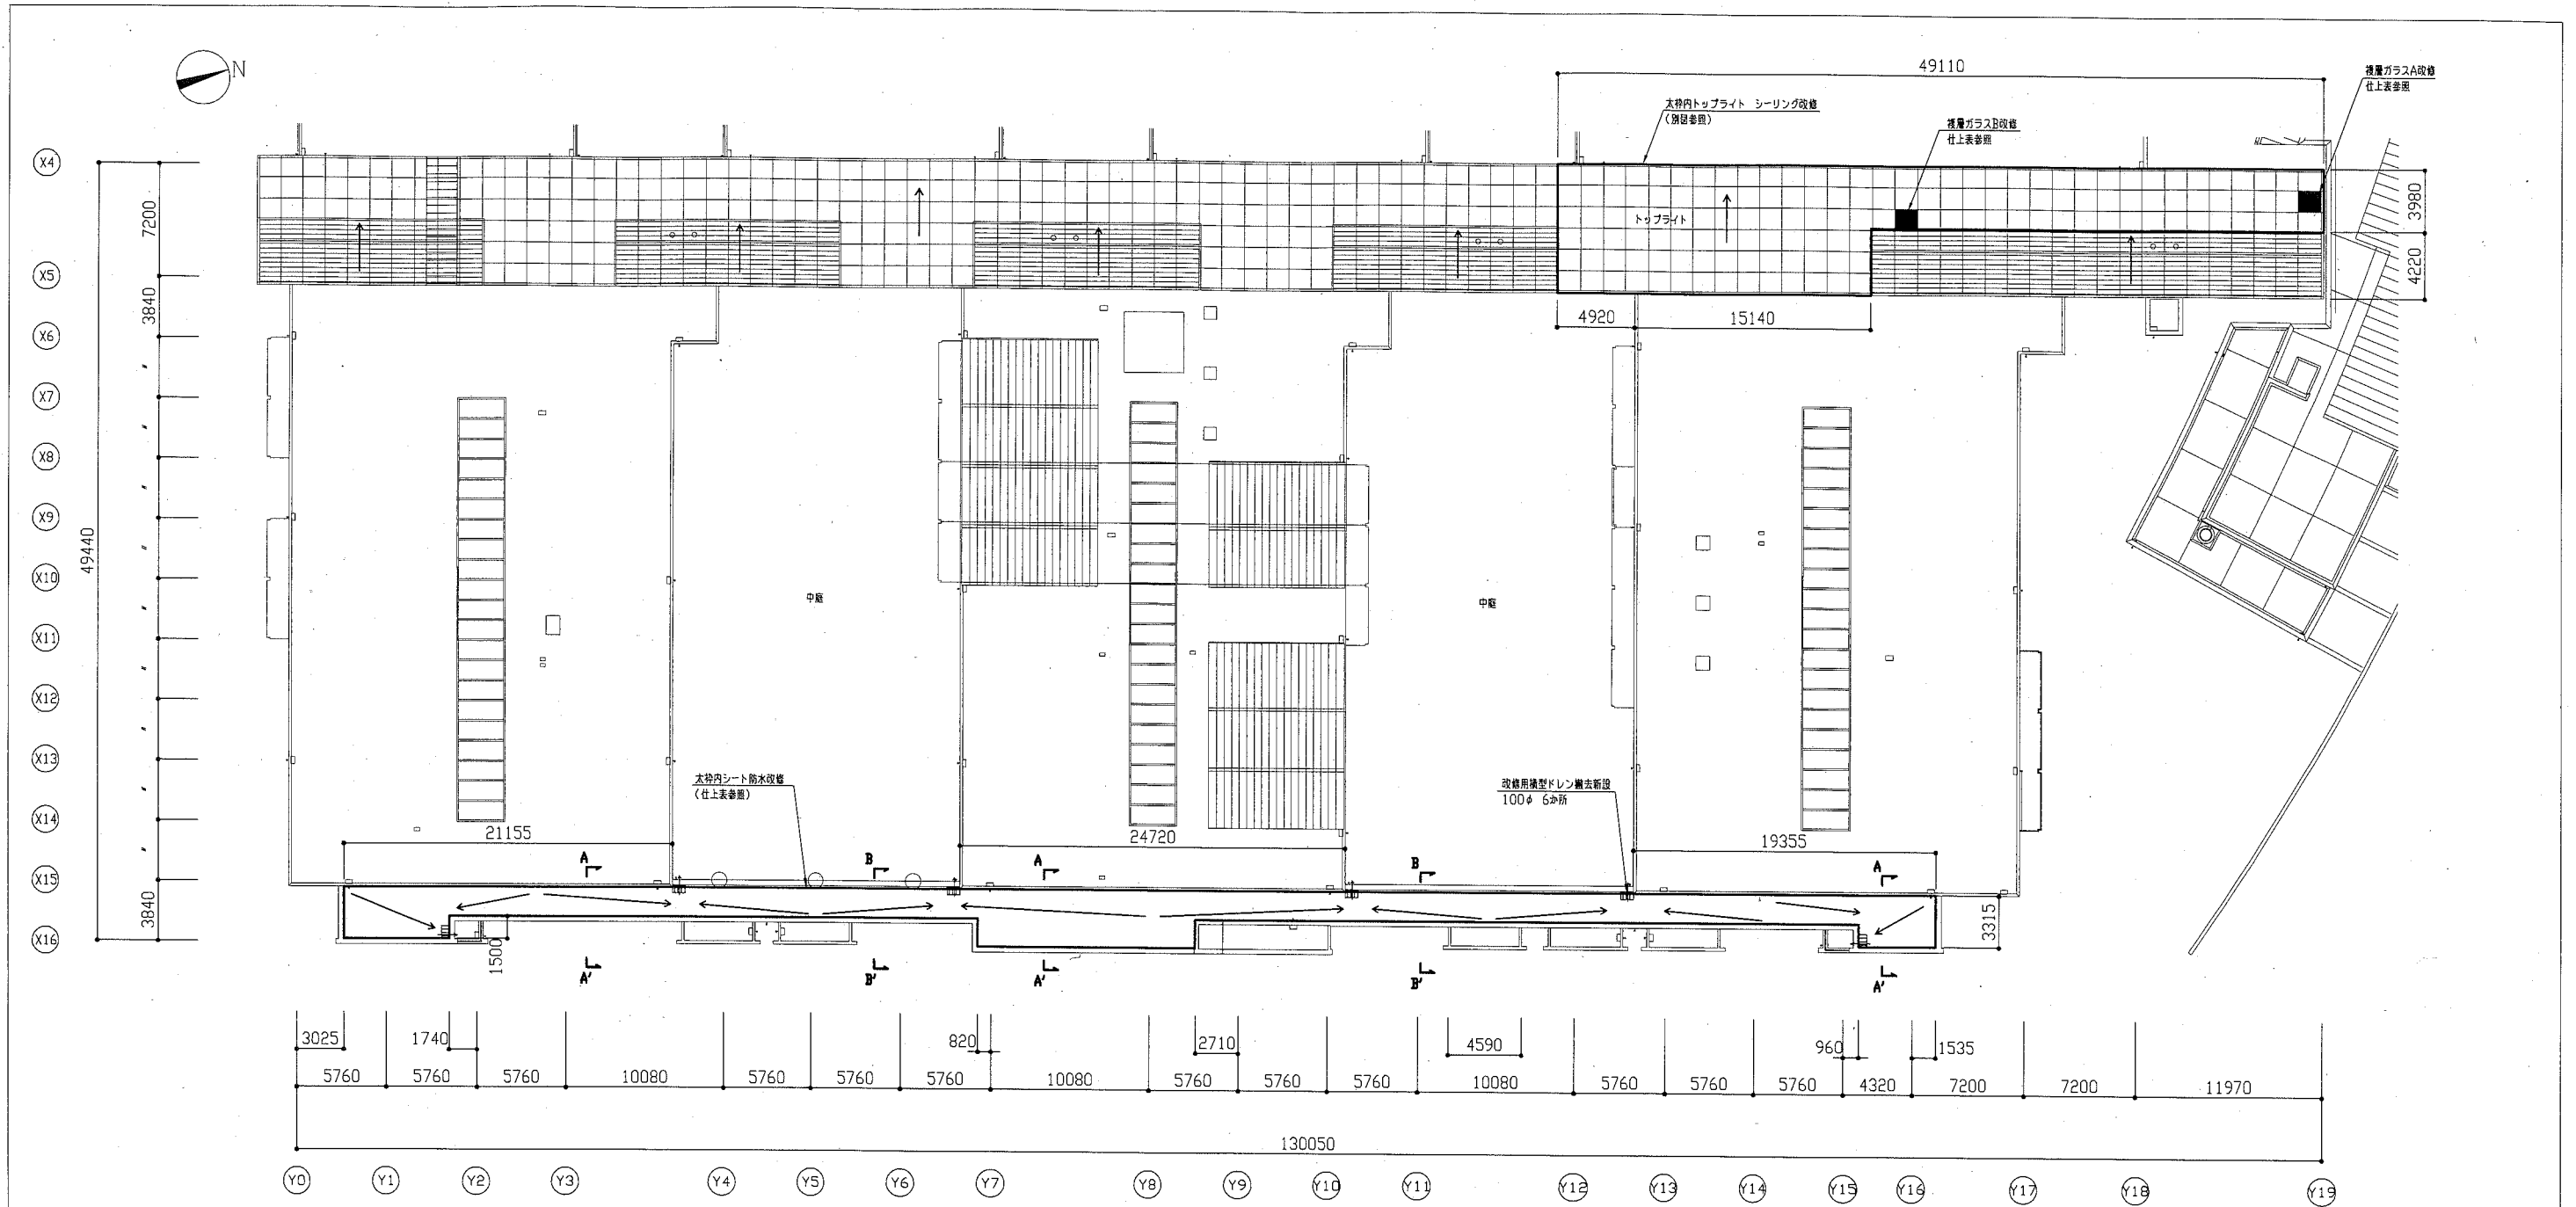 N
49110
複層ガラスA改修
仕上表参照
太枠内トップライト シーリング改修
(別図参照)
複層ガラスB改修
仕上表参照
X4
7200
トップライト
3980
X5
4220
3840
4920
15140
X6
〃
X7
〃
X8
〃
X9
49440
〃
X10
中庭
中庭
〃
X11
〃
X12
〃
X13
太枠内シート防水改修
(仕上表参照)
改修用横型ドレン撤去新設
100φ 6か所
〃
X14
21155
24720
19355
〃
A
B
A
B
A
X15
3840
X16
1500
3315
A'
B'
A'
B'
A'
3025
1740
820
2710
4590
960
1535
5760
5760
5760
10080
5760
5760
5760
10080
5760
5760
5760
10080
5760
5760
5760
4320
7200
7200
11970
130050
Y0
Y1
Y2
Y3
Y4
Y5
Y6
Y7
Y8
Y9
Y10
Y11
Y12
Y13
Y14
Y15
Y16
Y17
Y18
Y19